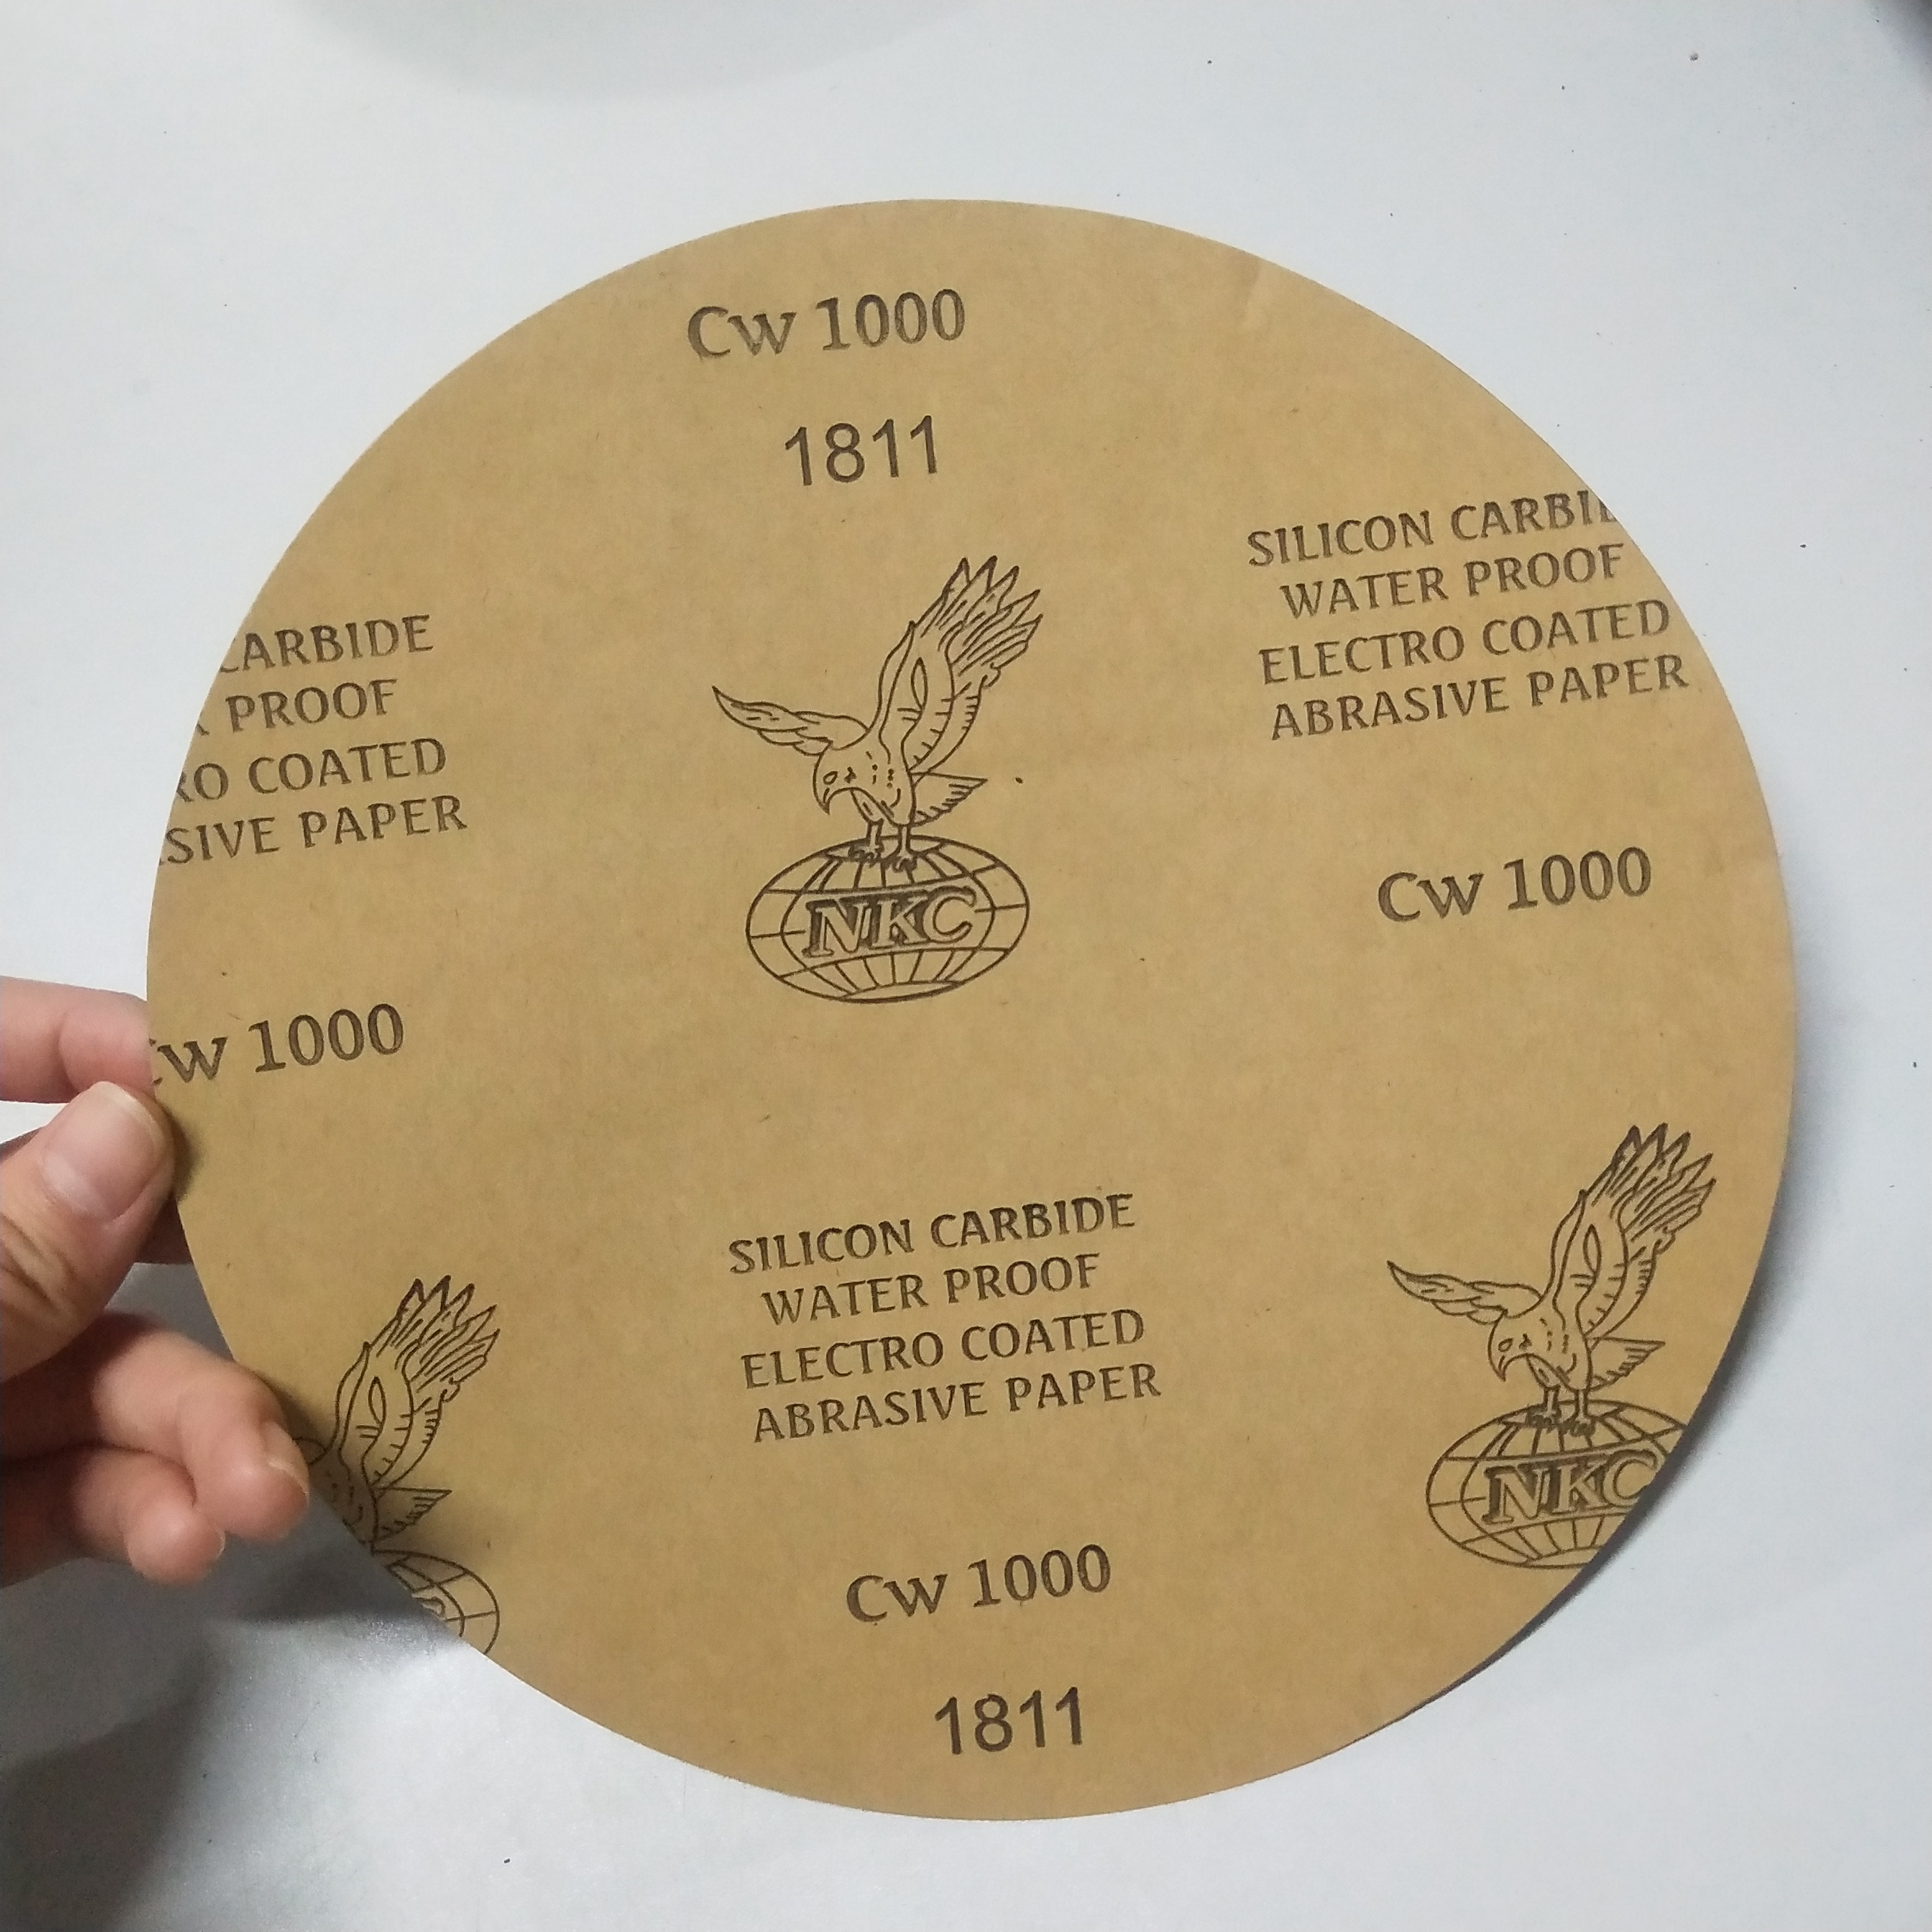 Cw 1000
1811
SILICON CARBI
WATER PROOF
ELECTRO COATED
ABRASIVE PAPER
CARBIDE
PROOF
RO COATED
SIVE PAPER
NKC
Cw 1000
Cw 1000
SILICON CARBIDE
WATER PROOF
ELECTRO COATED
ABRASIVE PAPER
NKC
Cw 1000
1811